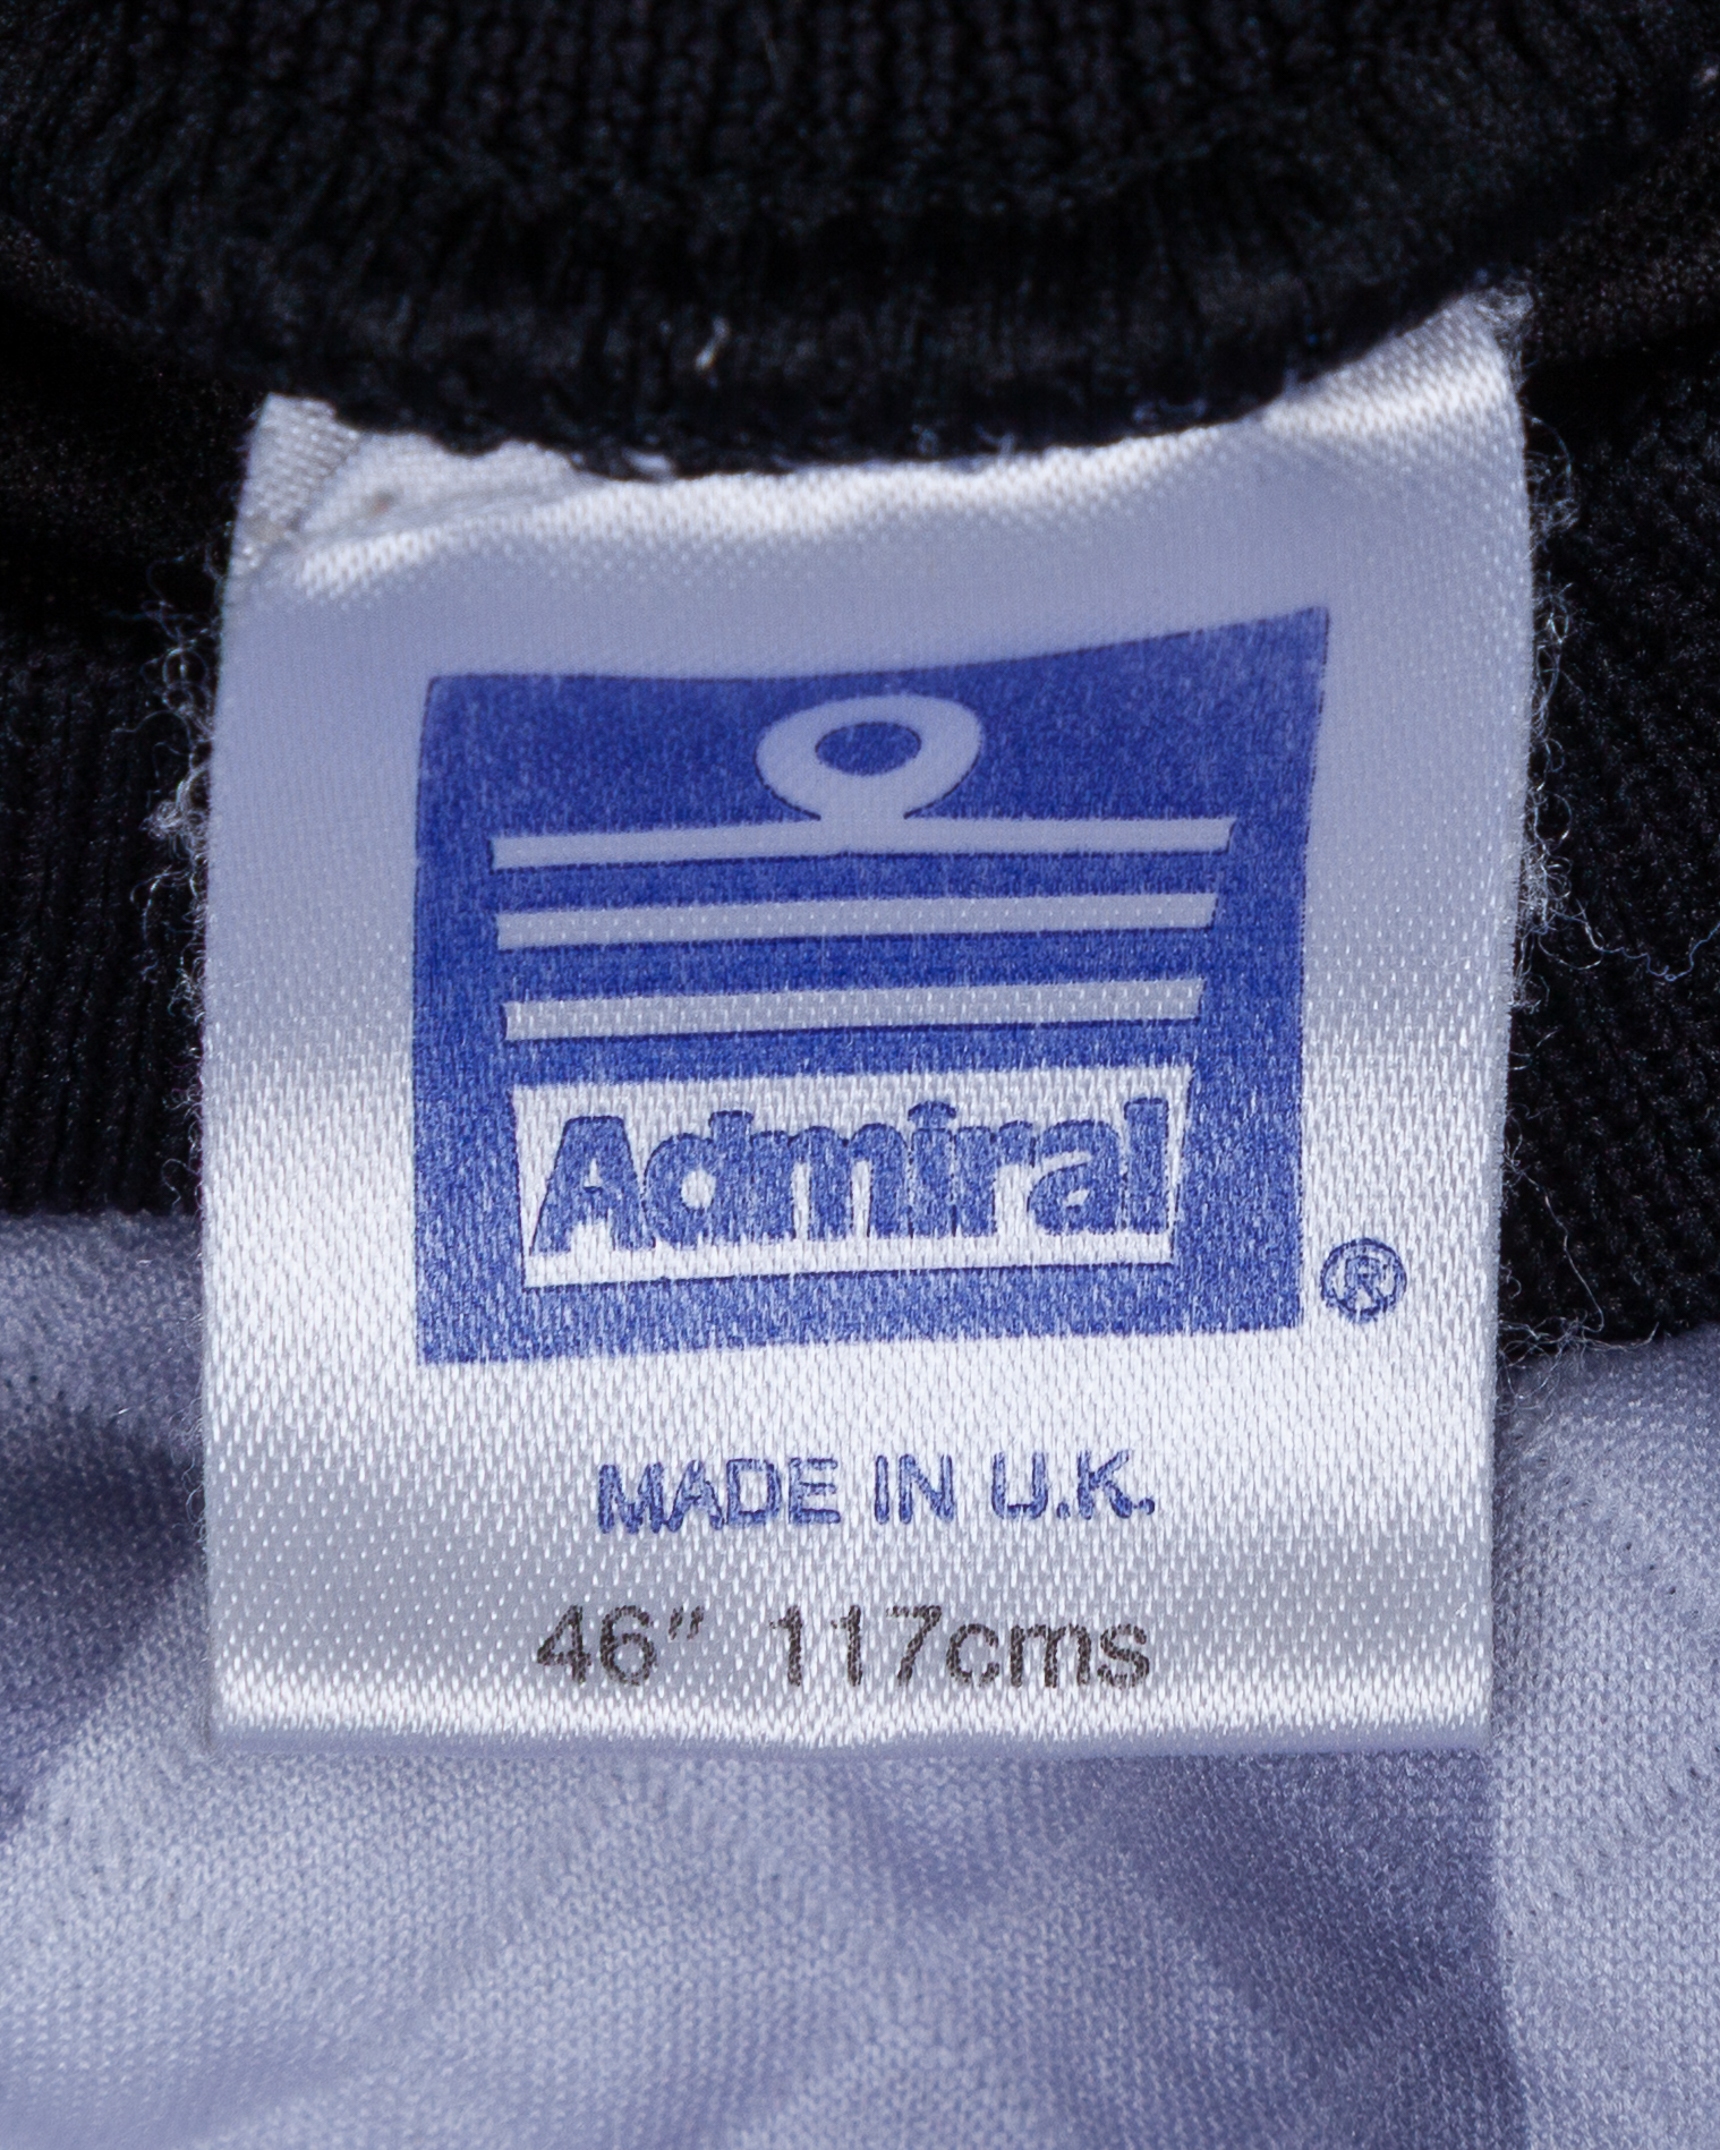 Admiral
®
MADE IN U.K.
46" 117cms